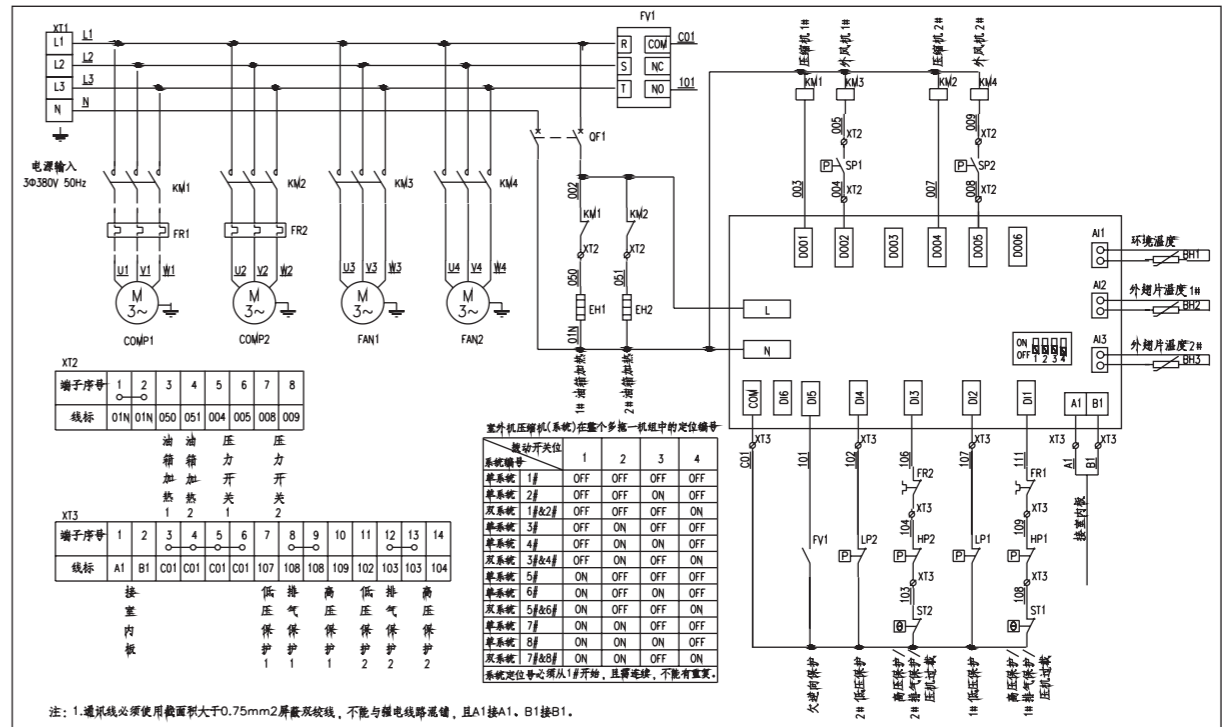 XT1
L1 L1
L2 L2
L3 L3
N N
电源输入
3Φ380V 50Hz
FV1
R COM C01
S NC
T NO 101
QF1
KM1 KM2 KM3 KM4
FR1 FR2
U1 V1 W1 U2 V2 W2 U3 V3 W3 U4 V4 W4
M 3~ M 3~ M 3~ M 3~
COMP1 COMP2 FAN1 FAN2
002
KM1 KM2
XT2 XT2
050 051
EH1 EH2
01N
1#油箱加热 2#油箱加热
压缩机1# 外风机1# 压缩机2# 外风机2#
KM1 KM3 KM2 KM4
005 009
XT2 XT2
P SP1 P SP2
003 004 007 008
XT2 XT2
DO01 DO02 DO03 DO04 DO05 DO06
L
N
AI1 环境温度 BH1
AI2 外翅片温度1# BH2
AI3 外翅片温度2# BH3
ON
OFF
1 2 3 4
COM DI6 DI5 DI4 DI3 DI2 DI1 A1 B1
XT3 XT3 XT3 XT3 XT3 XT3 XT3
C01 101 102 106 107 111 A1 B1
FR2 FR1
XT3 XT3
104 109
FV1 P LP2 P HP2 P LP1 P HP1
XT3 XT3
103 108
ST2 ST1
接室内板
欠逆向保护
2#低压保护
高压保护/
2#排气保护/
压机过载
1#低压保护
高压保护/
1#排气保护/
压机过载
XT2
端子序号 1 2 3 4 5 6 7 8
线标 01N 01N 050 051 004 005 008 009
油箱加热1 油箱加热2 压力开关1 压力开关2
XT3
端子序号 1 2 3 4 5 6 7 8 9 10 11 12 13 14
线标 A1 B1 C01 C01 C01 C01 107 108 108 109 102 103 103 104
接室内板 低压保护1 排气保护1 高压保护1 低压保护2 排气保护2 高压保护2
室外机压缩机(系统)在整个多拖一机组中的定位编号
拨动开关位
系统编号 1 2 3 4
单系统 1# OFF OFF OFF OFF
单系统 2# OFF OFF ON OFF
双系统 1#&2# OFF OFF OFF ON
单系统 3# OFF ON OFF OFF
单系统 4# OFF ON ON OFF
双系统 3#&4# OFF ON OFF ON
单系统 5# ON OFF OFF OFF
单系统 6# ON OFF ON OFF
双系统 5#&6# ON OFF OFF ON
单系统 7# ON ON OFF OFF
单系统 8# ON ON ON OFF
双系统 7#&8# ON ON OFF ON
系统定位号必须从1#开始，且需连续，不能有重复。
注：1.通讯线必须使用截面积大于0.75mm2屏蔽双绞线，不能与强电线路混铺，且A1接A1、B1接B1。